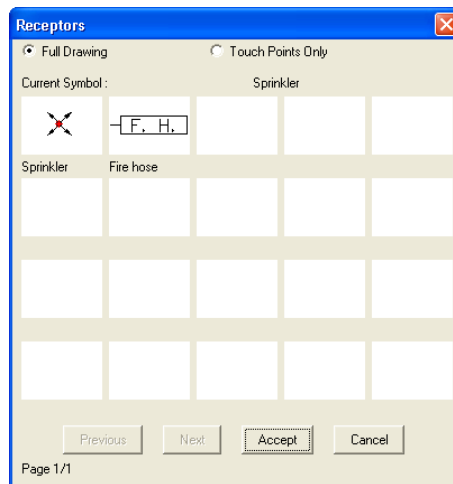 Receptors
Full Drawing Touch Points Only
Current Symbol : Sprinkler
F. H.
Sprinkler Fire hose
Previous Next Accept Cancel
Page 1/1